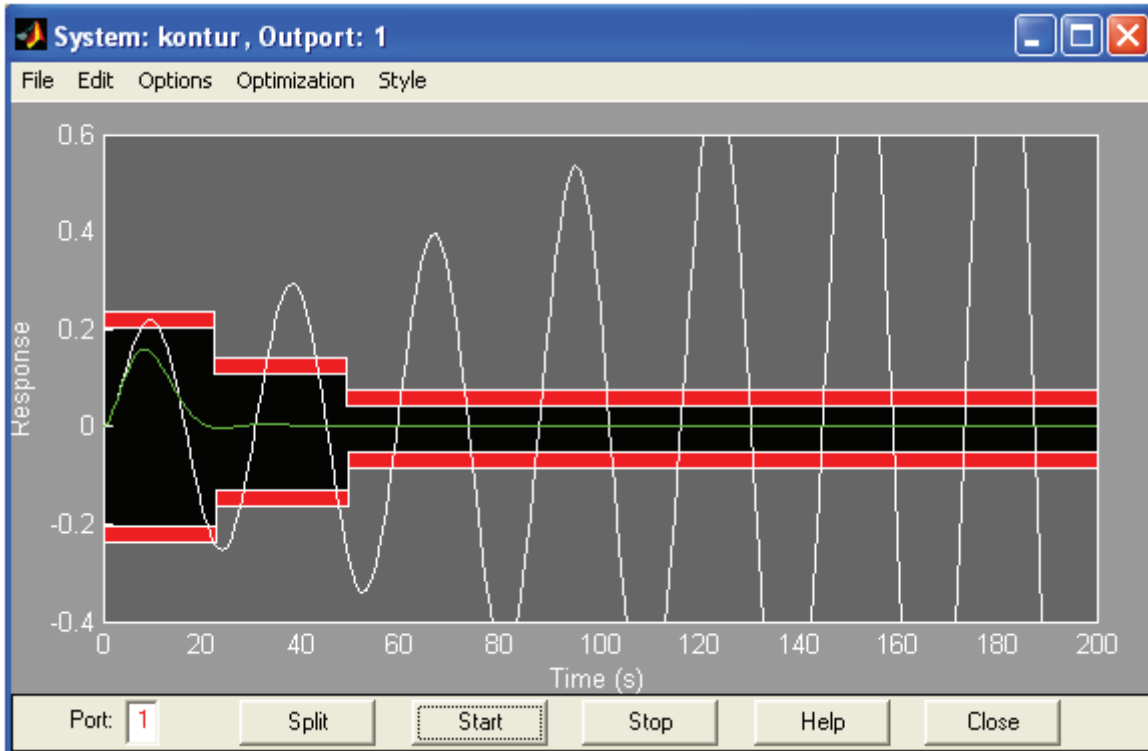 System: kontur, Outport: 1
File Edit Options Optimization Style
0.6
0.4
0.2
0
-0.2
-0.4
Response
0 20 40 60 80 100 120 140 160 180 200
Time (s)
Port: 1 Split Start Stop Help Close